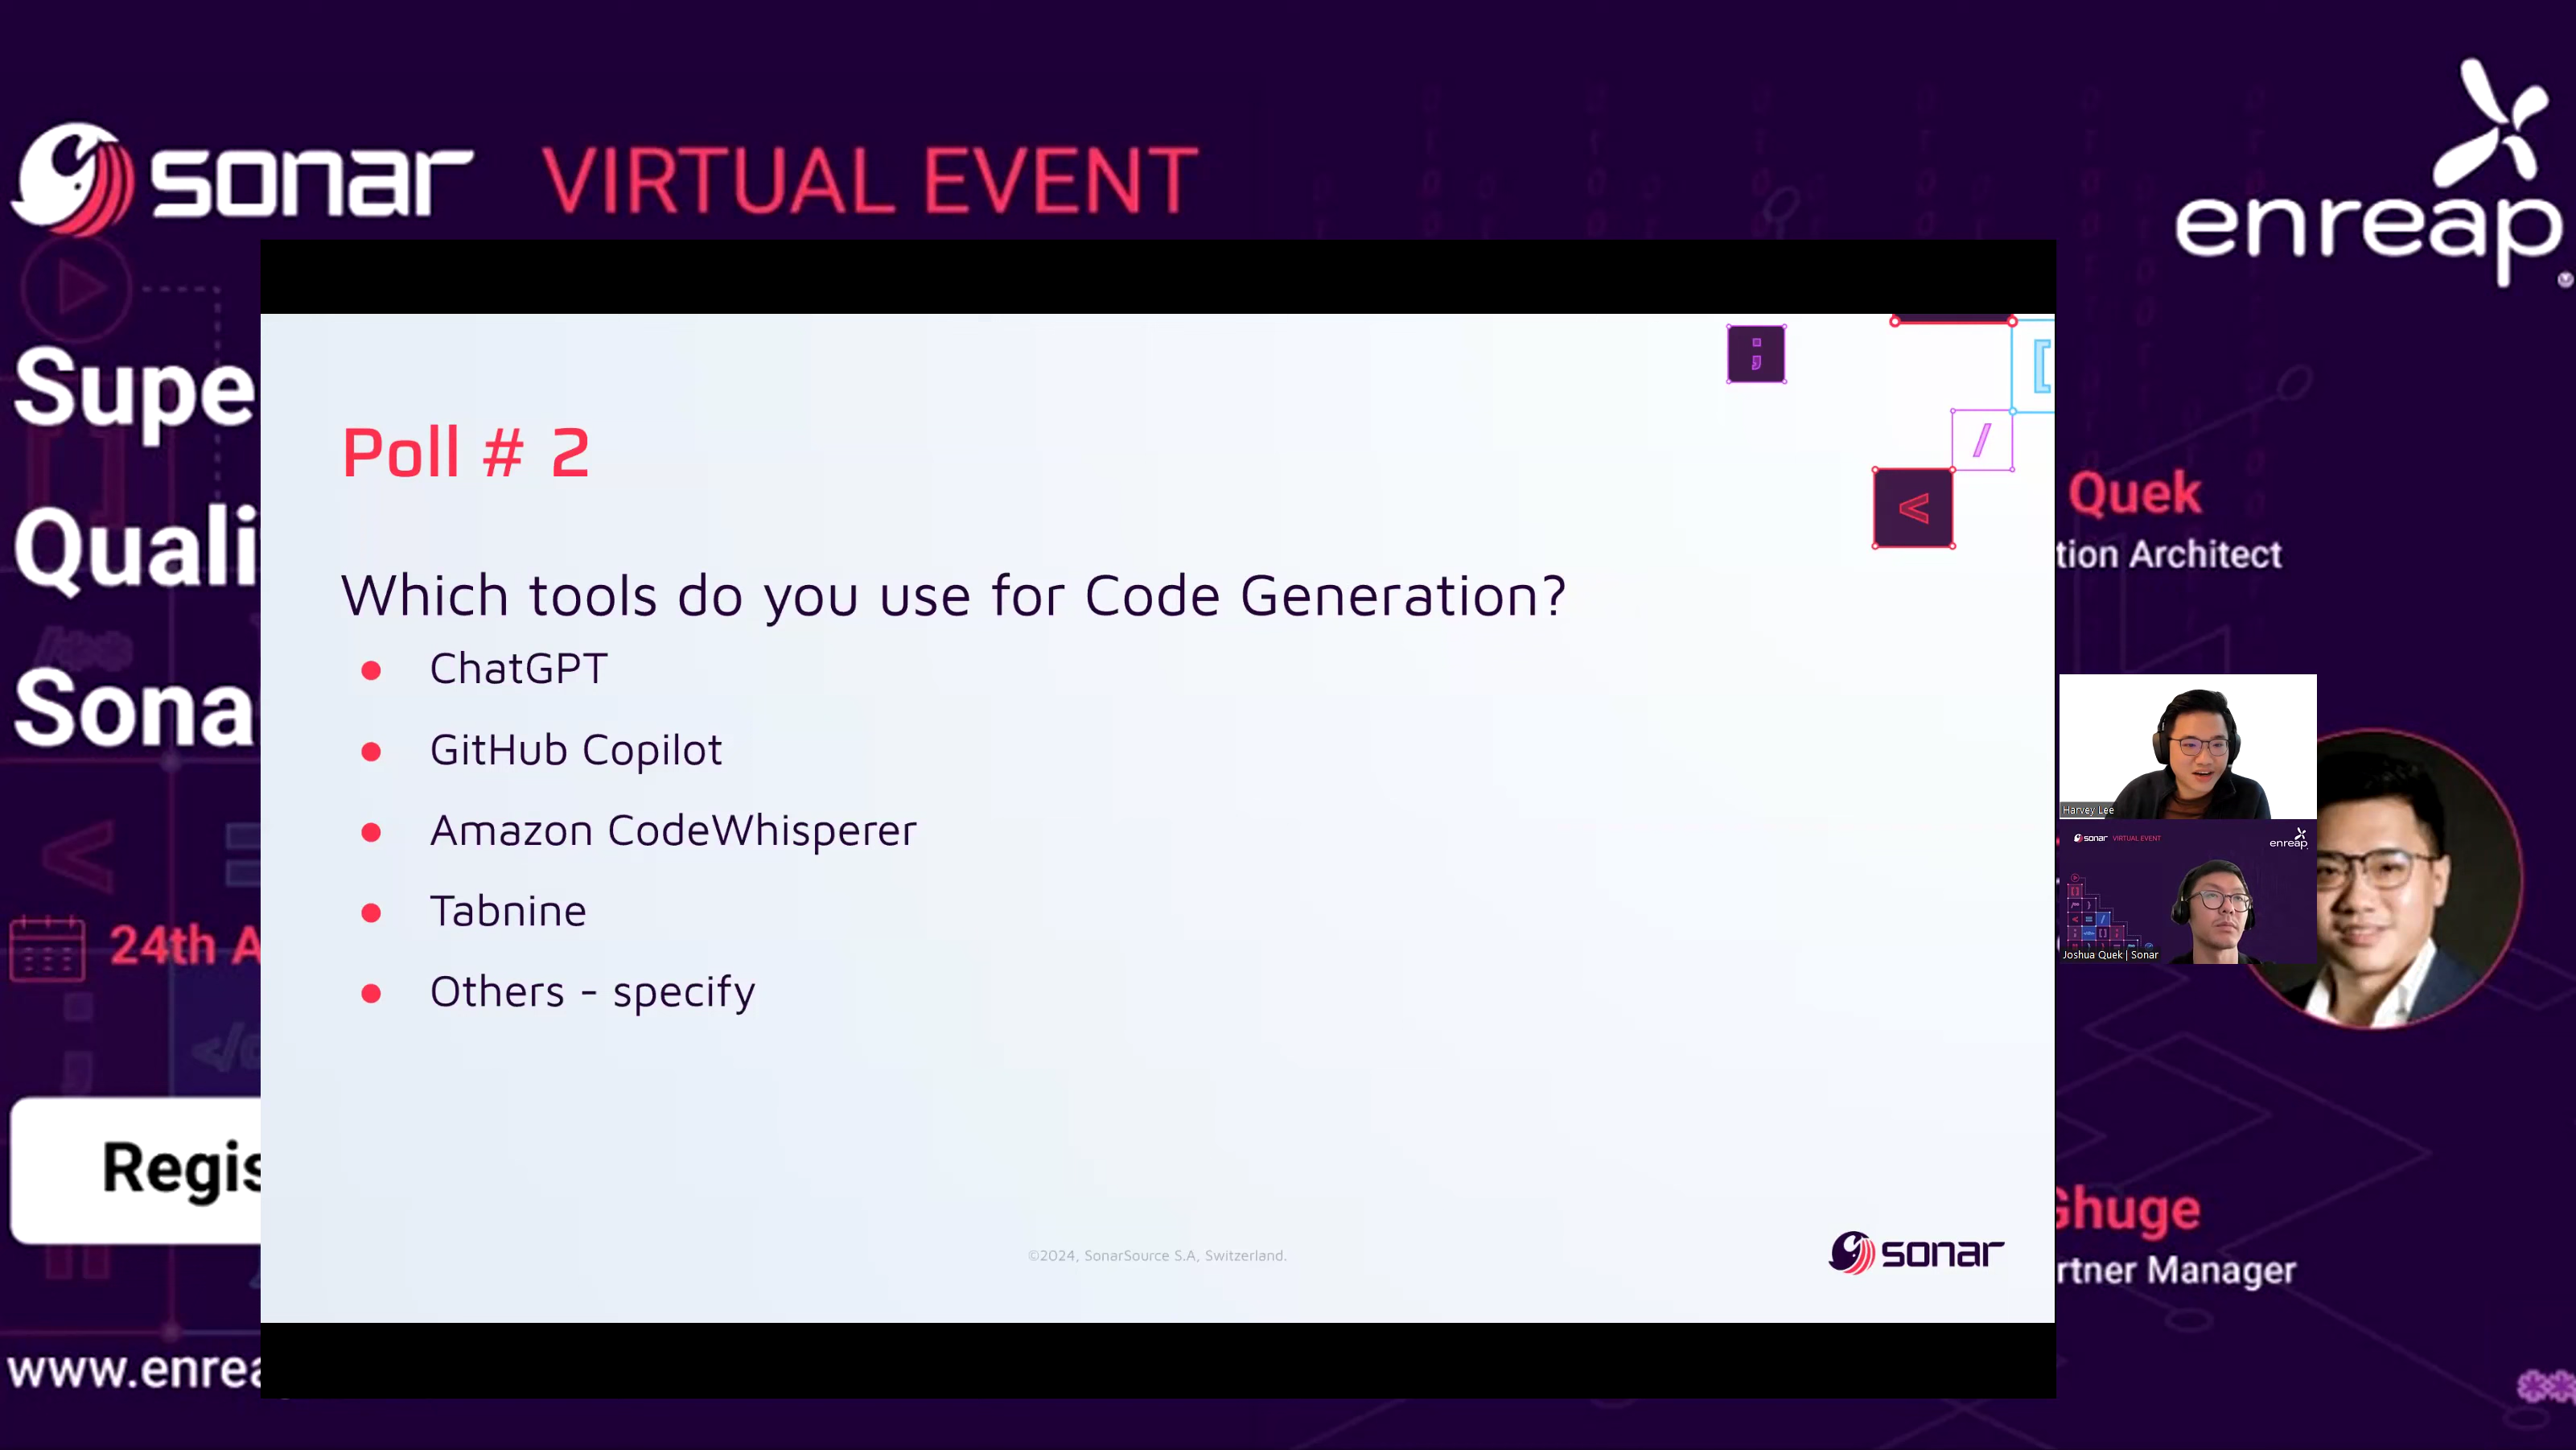 sonar VIRTUAL EVENT
enreap
Supe
Quali
Sona
24th A
Regis
www.enrea
;
[
/
<
Poll # 2
Which tools do you use for Code Generation?
● ChatGPT
● GitHub Copilot
● Amazon CodeWhisperer
● Tabnine
● Others - specify
©2024, SonarSource S.A, Switzerland.
sonar
Quek
tion Architect
Harvey Lee
sonar VIRTUAL EVENT
enreap
Joshua Quek | Sonar
Ghuge
rtner Manager